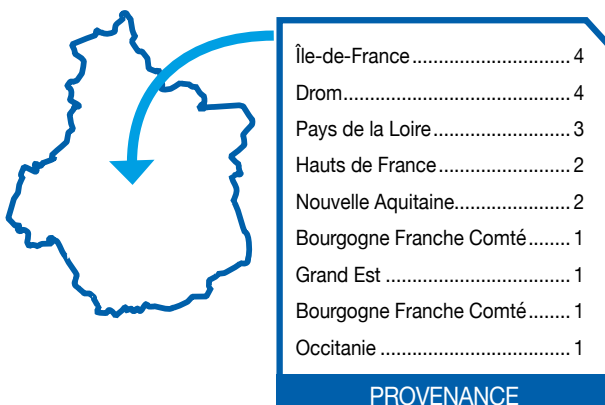 Île-de-France ............................... 4
Drom............................................ 4
Pays de la Loire........................... 3
Hauts de France .......................... 2
Nouvelle Aquitaine....................... 2
Bourgogne Franche Comté........ 1
Grand Est .................................... 1
Bourgogne Franche Comté........ 1
Occitanie ..................................... 1
PROVENANCE